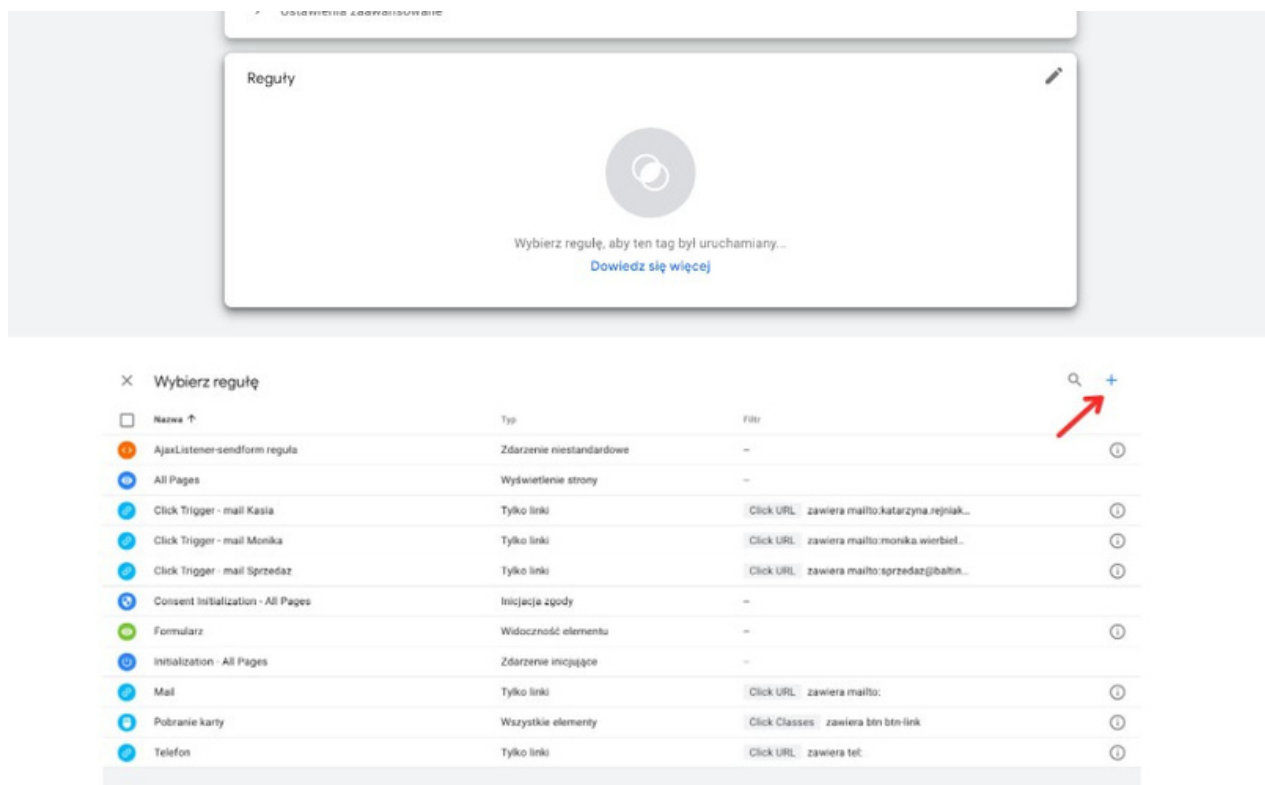 Ustawienia zaawansowane
Reguły
Wybierz regułę, aby ten tag był uruchamiany...
Dowiedz się więcej
Wybierz regułę
Nazwa ↑ Typ Filtr
AjaxListener-sendform reguła Zdarzenie niestandardowe –
All Pages Wyświetlenie strony –
Click Trigger - mail Kasia Tylko linki Click URL zawiera mailto:katarzyna.rejniak...
Click Trigger - mail Monika Tylko linki Click URL zawiera mailto:monika.wierbiel...
Click Trigger - mail Sprzedaz Tylko linki Click URL zawiera mailto:sprzedaz@baltin...
Consent Initialization - All Pages Inicjacja zgody –
Formularz Widoczność elementu –
Initialization - All Pages Zdarzenie inicjujące –
Mail Tylko linki Click URL zawiera mailto:
Pobranie karty Wszystkie elementy Click Classes zawiera btn btn-link
Telefon Tylko linki Click URL zawiera tel: